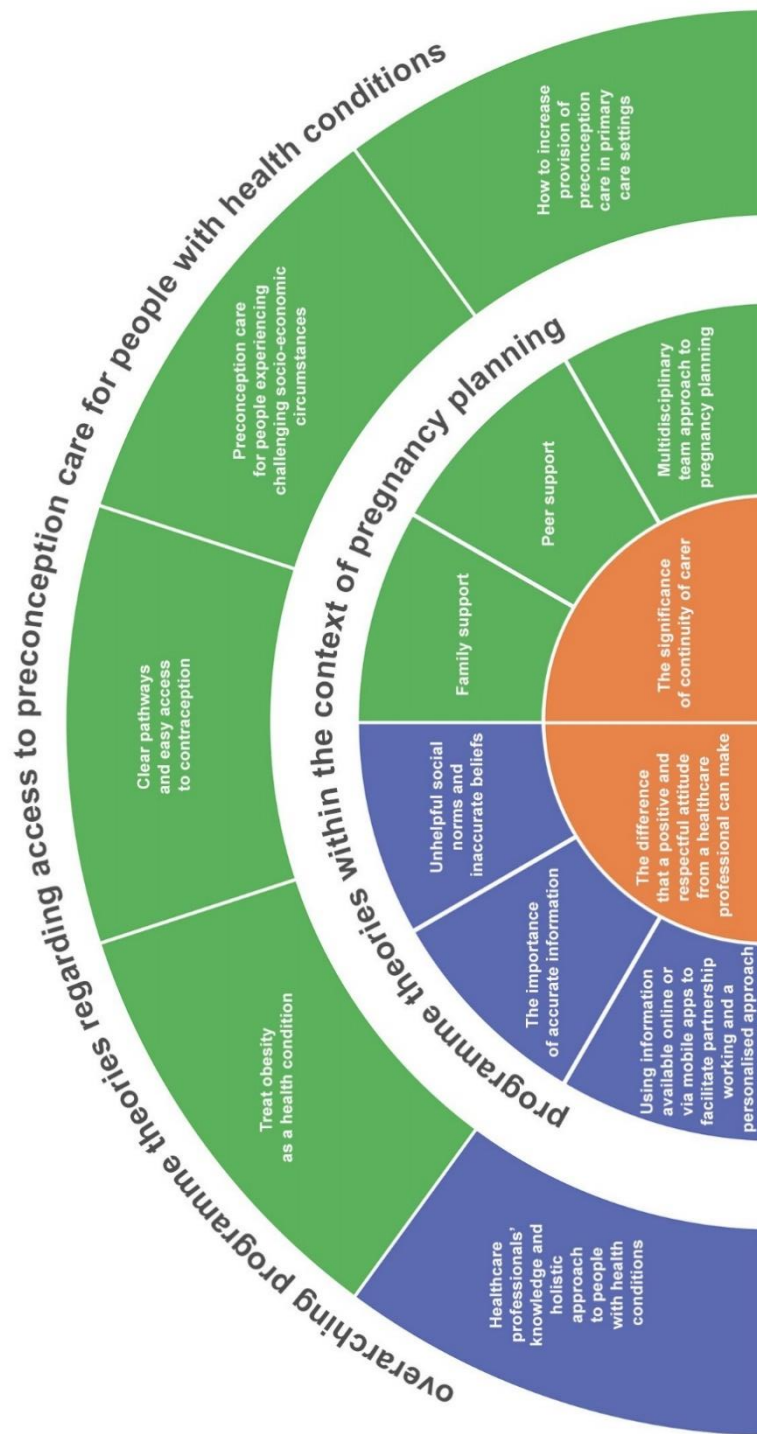 overarching programme theories regarding access to preconception care for people with health conditions
Healthcare
professionals’
knowledge and
holistic
approach
to people
with health
conditions
Treat obesity
as a health condition
Clear pathways
and easy access
to contraception
Preconception care
for people experiencing
challenging socio-economic
circumstances
How to increase
provision of
preconception
care in primary
care settings
programme theories within the context of pregnancy planning
Using information
available online or
via mobile apps to
facilitate partnership
working and a
personalised approach
The importance
of accurate information
Unhelpful social
norms and
inaccurate beliefs
Family support
Peer support
Multidisciplinary
team approach to
pregnancy planning
The difference
that a positive and
respectful attitude
from a healthcare
professional can make
The significance
of continuity of carer